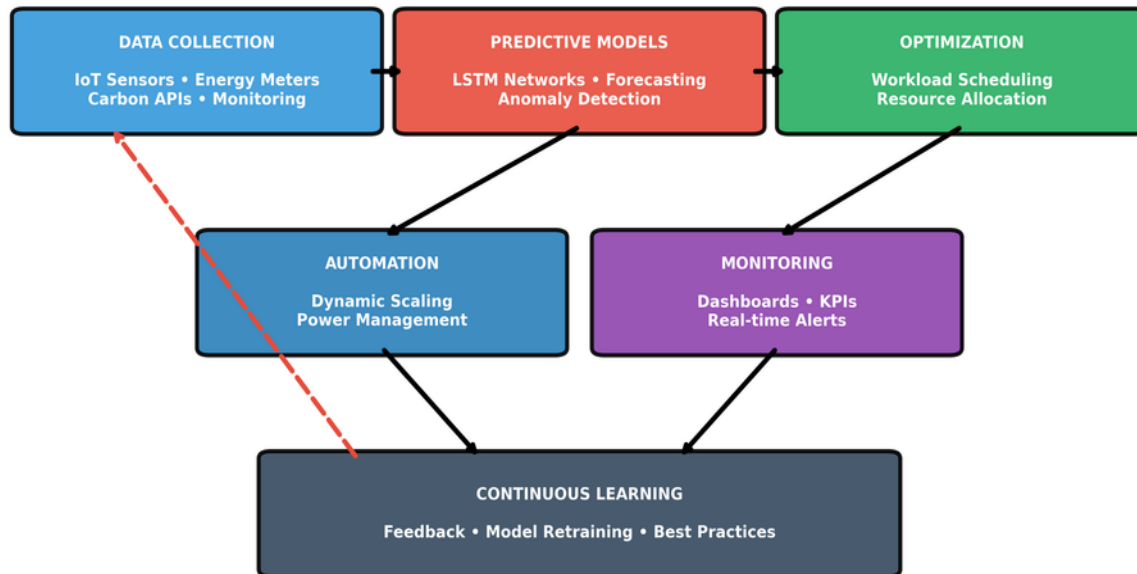 DATA COLLECTION
IoT Sensors • Energy Meters
Carbon APIs • Monitoring
PREDICTIVE MODELS
LSTM Networks • Forecasting
Anomaly Detection
OPTIMIZATION
Workload Scheduling
Resource Allocation
AUTOMATION
Dynamic Scaling
Power Management
MONITORING
Dashboards • KPIs
Real-time Alerts
CONTINUOUS LEARNING
Feedback • Model Retraining • Best Practices